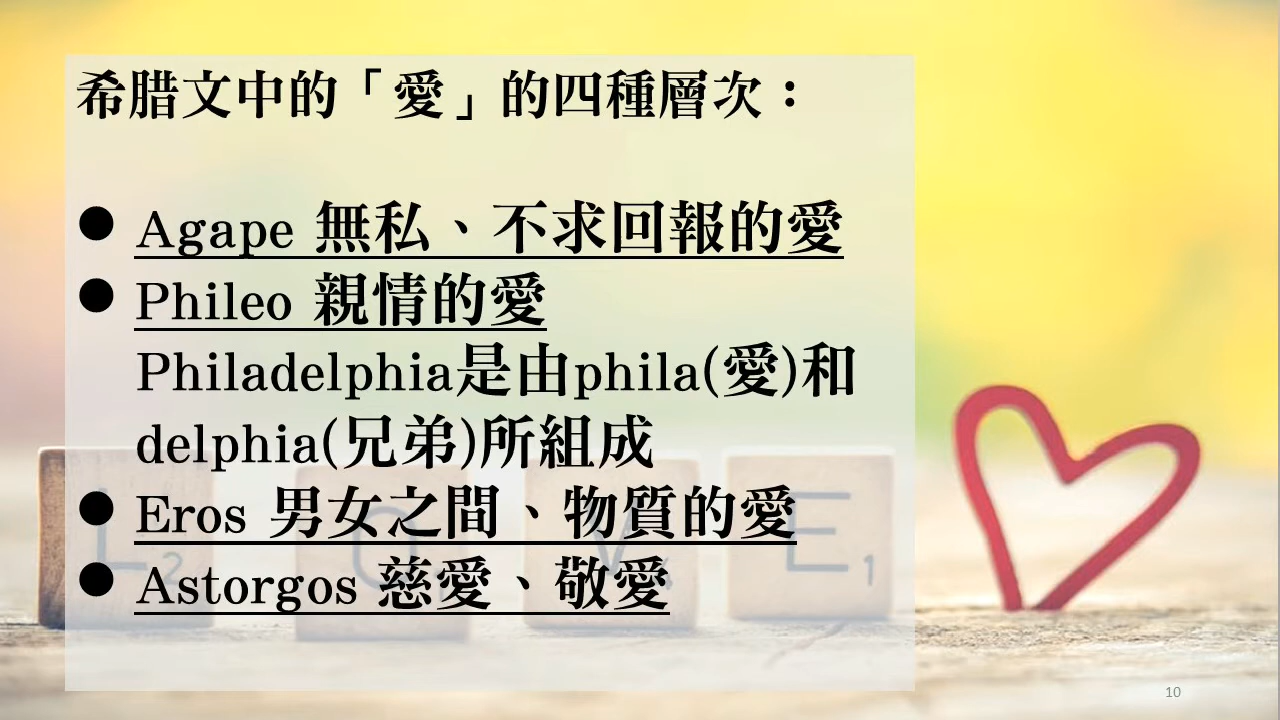 希腊文中的「愛」的四種層次：
● Agape 無私、不求回報的愛
● Phileo 親情的愛
Philadelphia是由phila(愛)和
delphia(兄弟)所組成
● Eros 男女之間、物質的愛
● Astorgos 慈愛、敬愛
L2 O V E1
10